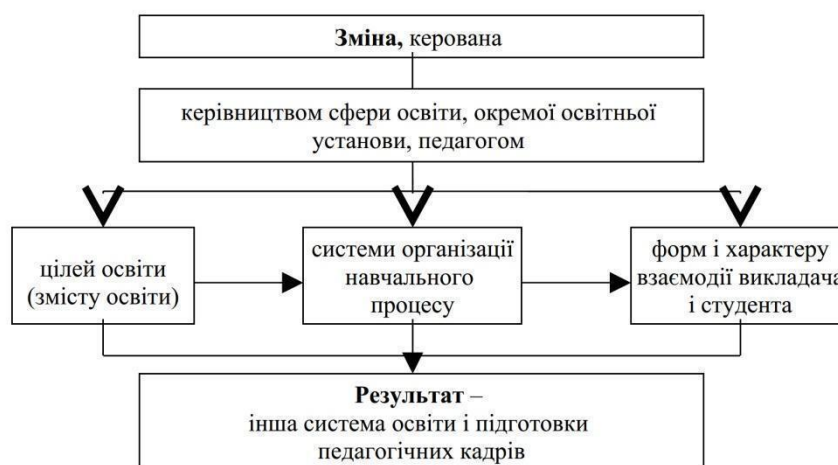 Зміна, керована
керівництвом сфери освіти, окремої освітньої
установи, педагогом
цілей освіти
(змісту освіти)
системи організації
навчального
процесу
форм і характеру
взаємодії викладача
і студента
Результат –
інша система освіти і підготовки
педагогічних кадрів